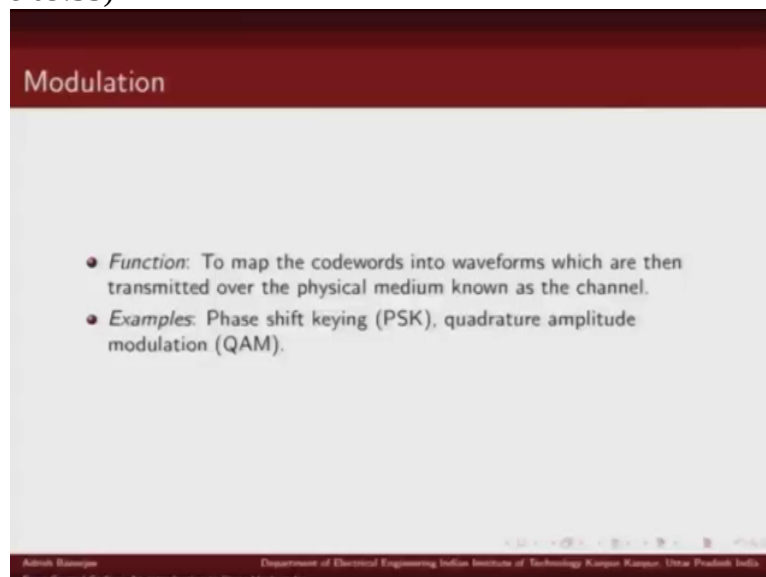 Modulation
Function: To map the codewords into waveforms which are then
transmitted over the physical medium known as the channel.
Examples: Phase shift keying (PSK), quadrature amplitude
modulation (QAM).
Department of Electrical Engineering Indian Institute of Technology Kanpur Kanpur, Uttar Pradesh India